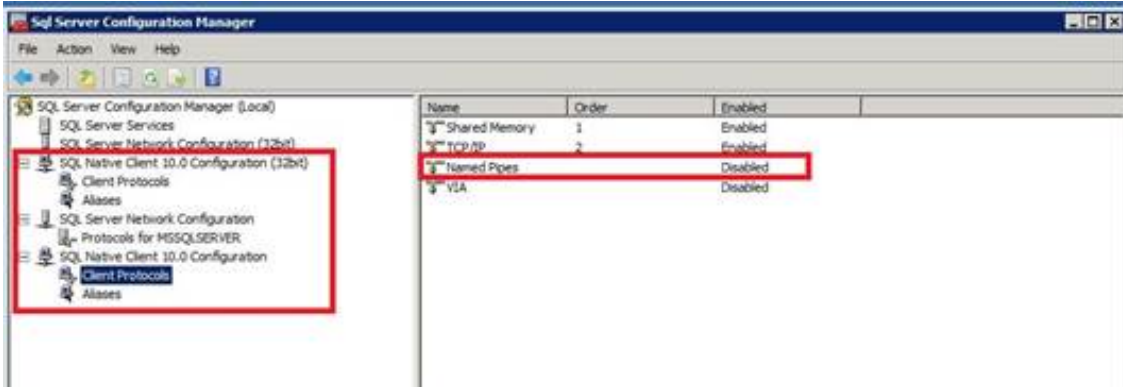 Sql Server Configuration Manager
File Action View Help
SQL Server Configuration Manager (Local)
SQL Server Services
SQL Server Network Configuration (32bit)
SQL Native Client 10.0 Configuration (32bit)
Client Protocols
Aliases
SQL Server Network Configuration
Protocols for MSSQLSERVER
SQL Native Client 10.0 Configuration
Client Protocols
Aliases
Name Order Enabled
Shared Memory 1 Enabled
TCP/IP 2 Enabled
Named Pipes Disabled
VIA Disabled